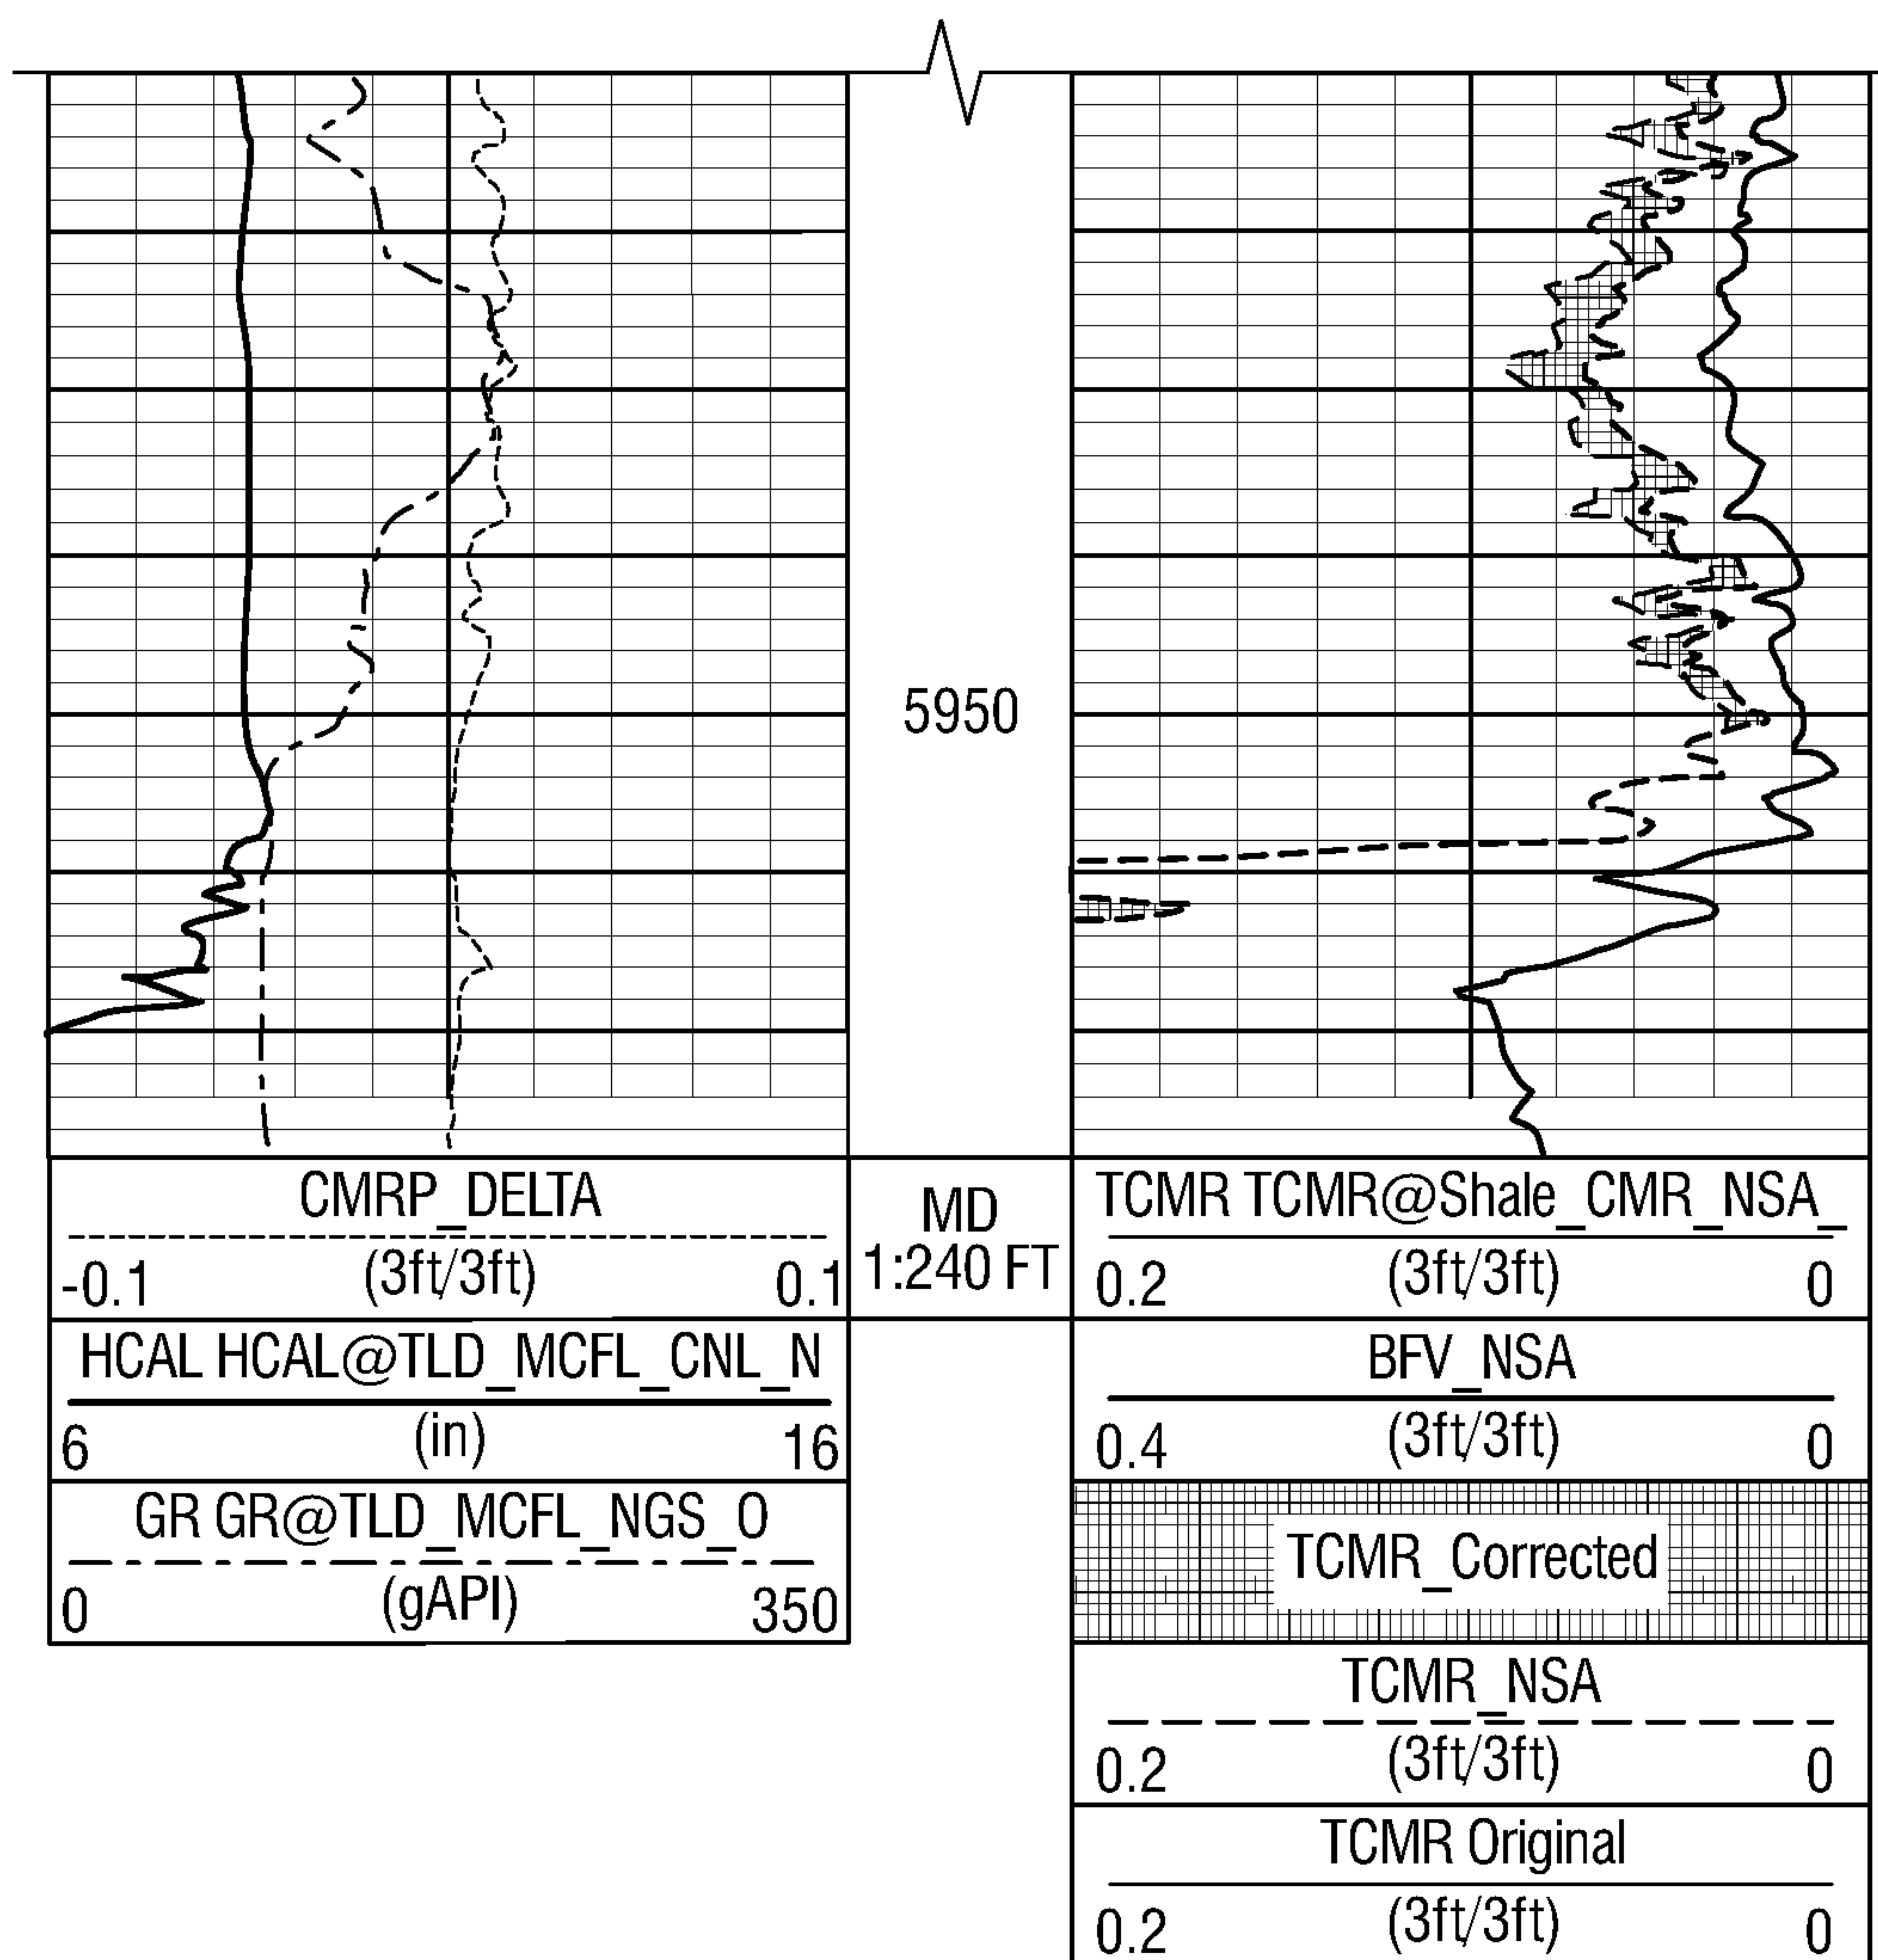 5950
CMRP_DELTA
(3ft/3ft)
-0.1 0.1
HCAL HCAL@TLD_MCFL_CNL_N
(in)
6 16
GR GR@TLD_MCFL_NGS_O
(gAPI)
0 350
MD
1:240 FT
TCMR TCMR@Shale_CMR_NSA_
(3ft/3ft)
0.2 0
BFV_NSA
(3ft/3ft)
0.4 0
TCMR_Corrected
TCMR_NSA
(3ft/3ft)
0.2 0
TCMR Original
(3ft/3ft)
0.2 0